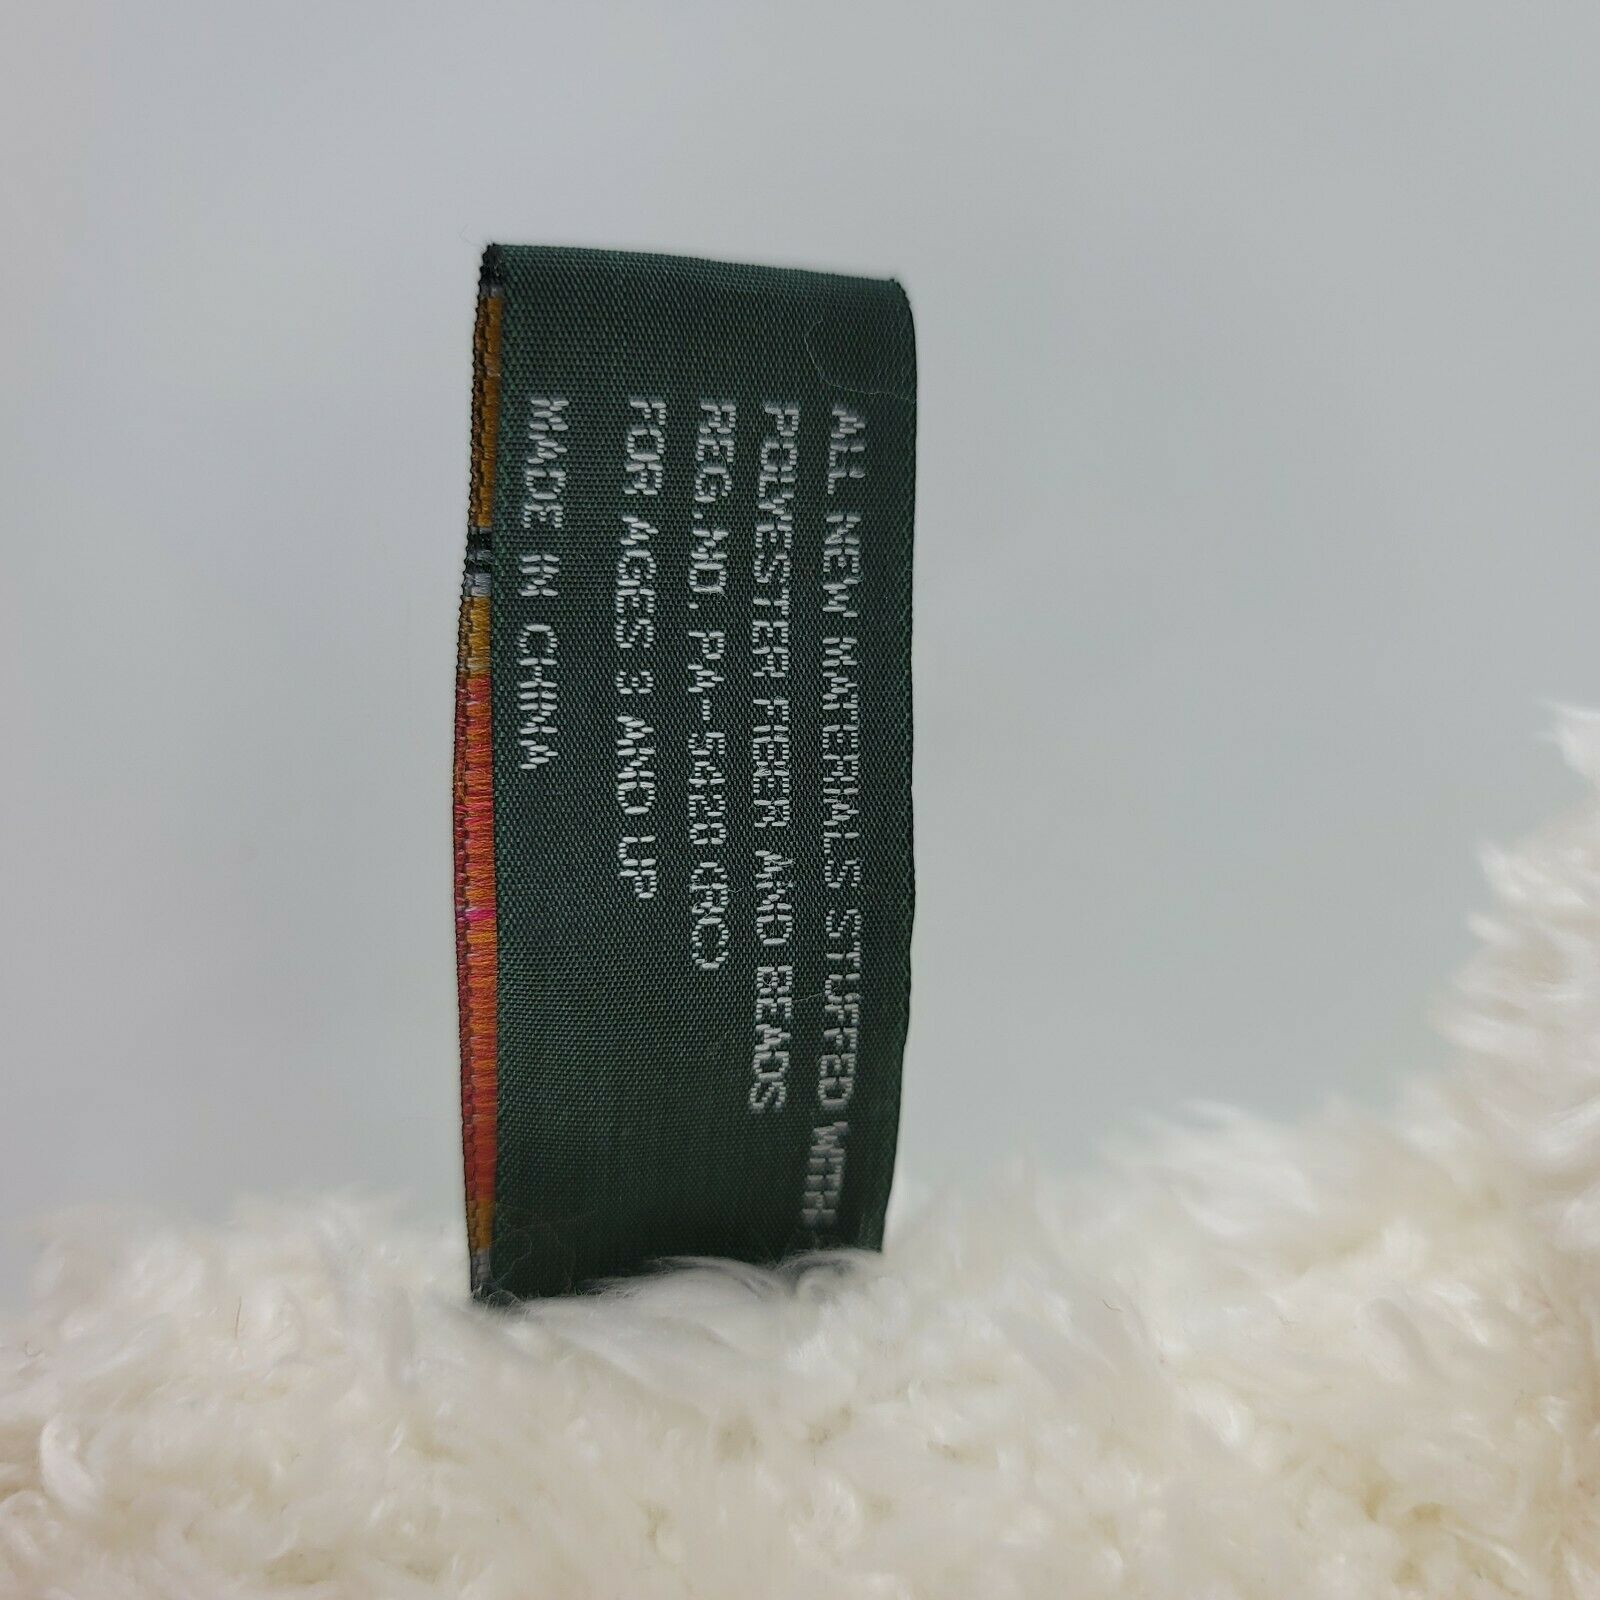 ALL NEW MATERIALS STUFFED WITH
POLYESTER FIBER AND BEADS
REG.NO. PA-5420(RC)
FOR AGES 3 AND UP
MADE IN CHINA